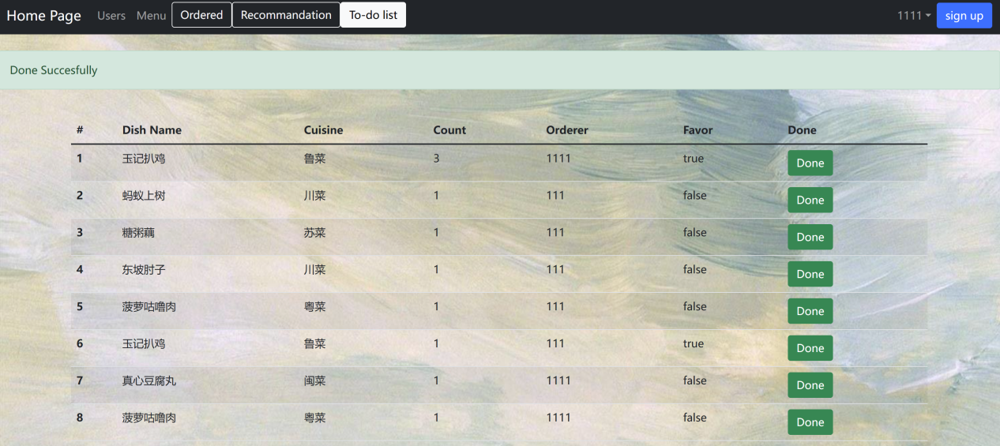 Home Page Users Menu Ordered Recommandation To-do list 1111 sign up
Done Succesfully
# Dish Name Cuisine Count Orderer Favor Done
1 玉记扒鸡 鲁菜 3 1111 true Done
2 蚂蚁上树 川菜 1 111 false Done
3 糖粥藕 苏菜 1 111 false Done
4 东坡肘子 川菜 1 111 false Done
5 菠萝咕噜肉 粤菜 1 111 false Done
6 玉记扒鸡 鲁菜 1 111 true Done
7 真心豆腐丸 闽菜 1 1111 false Done
8 菠萝咕噜肉 粤菜 1 1111 false Done